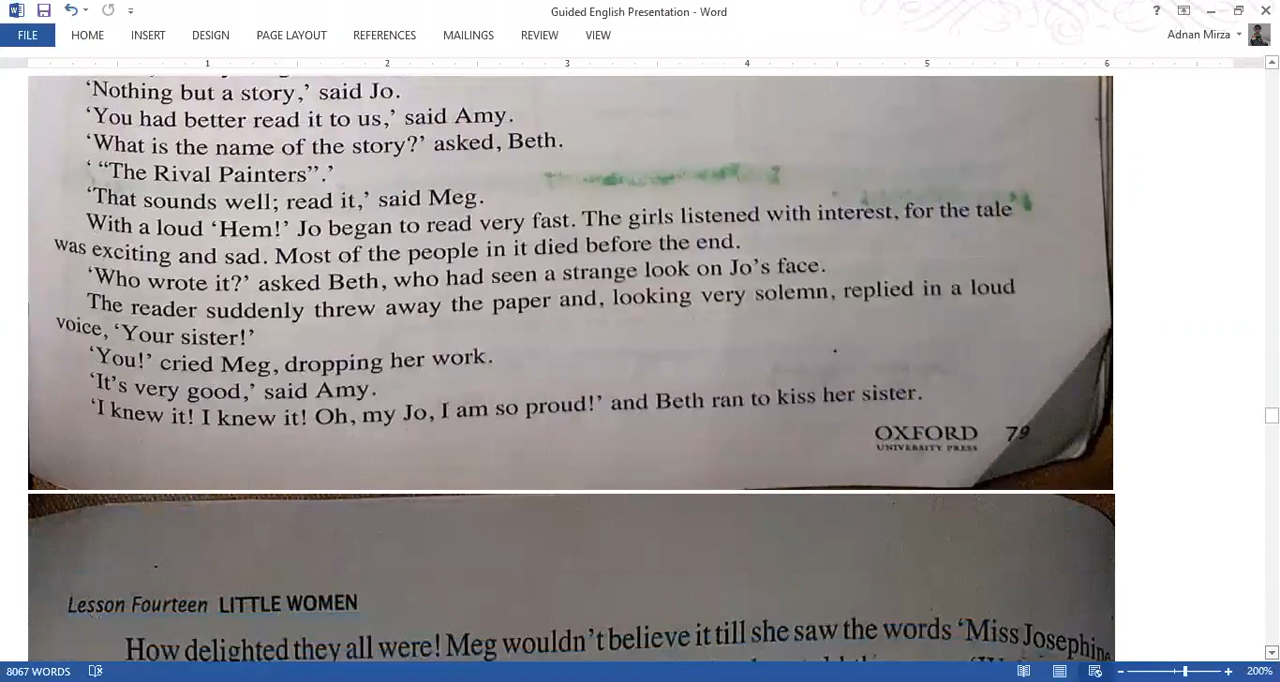 Guided English Presentation - Word
FILE HOME INSERT DESIGN PAGE LAYOUT REFERENCES MAILINGS REVIEW VIEW Adnan Mirza
1 2 3 4 5 6
‘Nothing but a story,’ said Jo.
‘You had better read it to us,’ said Amy.
‘What is the name of the story?’ asked, Beth.
‘ “The Rival Painters”.’
‘That sounds well; read it,’ said Meg.
With a loud ‘Hem!’ Jo began to read very fast. The girls listened with interest, for the tale
was exciting and sad. Most of the people in it died before the end.
‘Who wrote it?’ asked Beth, who had seen a strange look on Jo’s face.
The reader suddenly threw away the paper and, looking very solemn, replied in a loud
voice, ‘Your sister!’
‘You!’ cried Meg, dropping her work.
‘It’s very good,’ said Amy.
‘I knew it! I knew it! Oh, my Jo, I am so proud!’ and Beth ran to kiss her sister.
OXFORD 79
UNIVERSITY PRESS
Lesson Fourteen LITTLE WOMEN
How delighted they all were! Meg wouldn’t believe it till she saw the words ‘Miss Josephine
8067 WORDS 200%